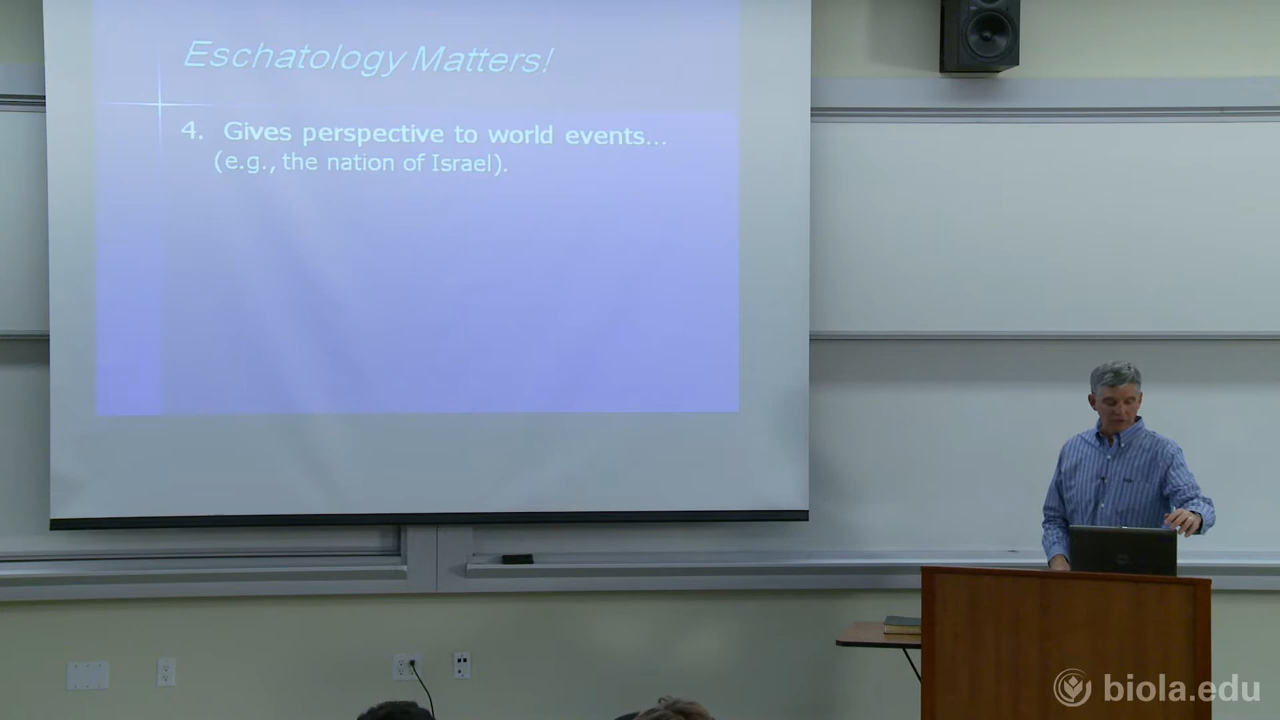 Eschatology Matters!
4. Gives perspective to world events...
(e.g., the nation of Israel).
biola.edu